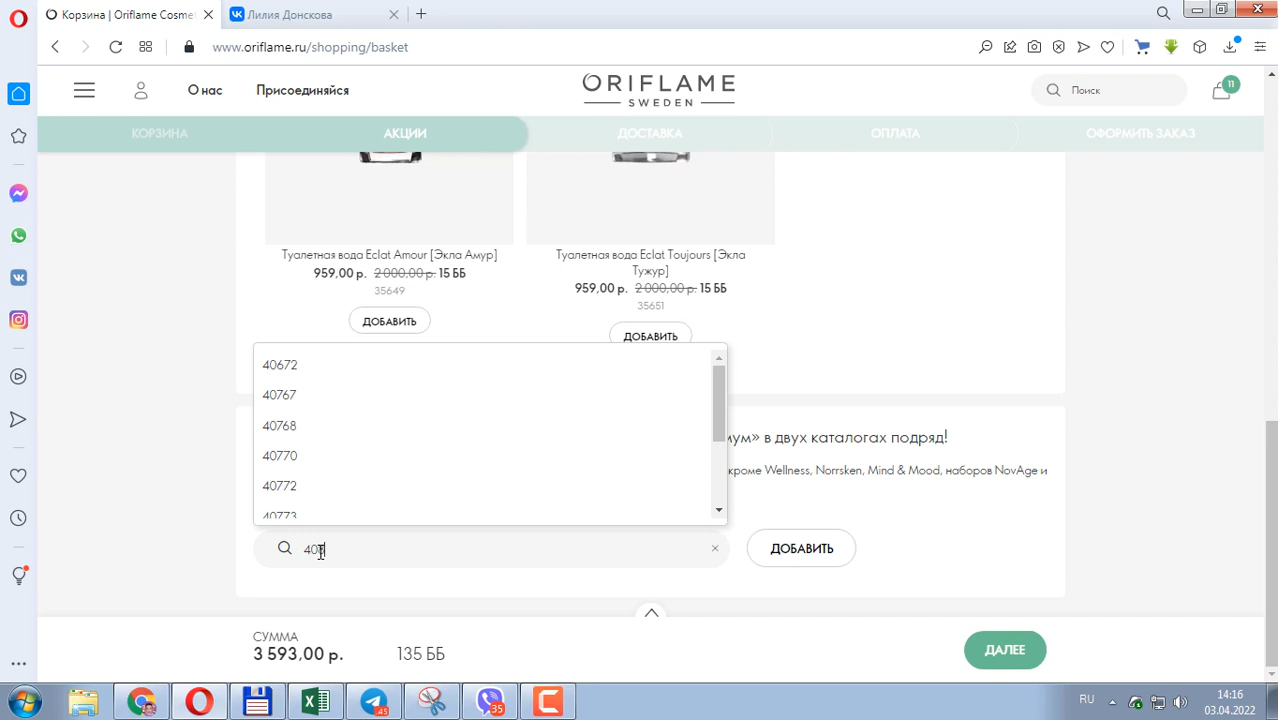 Корзина | Oriflame Cosmet
Лилия Донскова
www.oriflame.ru/shopping/basket
О нас
Присоединяйся
ORIFLAME
SWEDEN
Поиск
11
КОРЗИНА
АКЦИИ
ДОСТАВКА
ОПЛАТА
ОФОРМИТЬ ЗАКАЗ
Туалетная вода Eclat Amour [Экла Амур]
959,00 р. 2 000,00 р. 15 ББ
35649
ДОБАВИТЬ
Туалетная вода Eclat Toujours [Экла
Тужур]
959,00 р. 2 000,00 р. 15 ББ
35651
ДОБАВИТЬ
40672
40767
40768
40770
40772
40773
мум» в двух каталогах подряд!
кроме Wellness, Norrsken, Mind & Mood, наборов NovAge и
ДОБАВИТЬ
СУММА
3 593,00 р.
135 ББ
ДАЛЕЕ
45
35
RU
14:16
03.04.2022